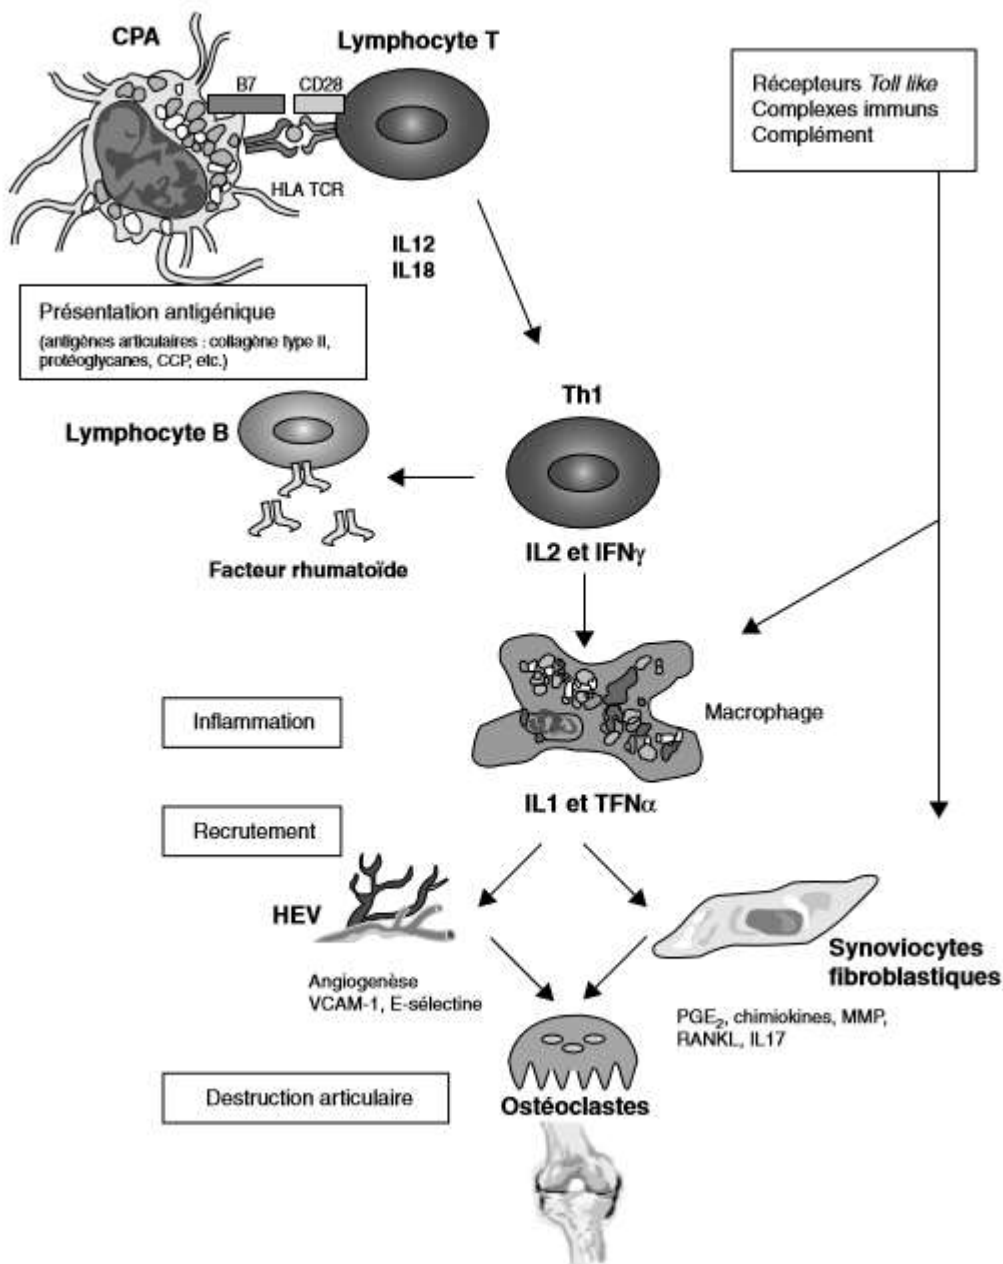 CPA
Lymphocyte T
B7
CD28
HLA TCR
Récepteurs Toll like
Complexes immuns
Complément
IL12
IL18
Présentation antigénique
(antigènes articulaires : collagène type II,
protéoglycanes, CCP, etc.)
Th1
Lymphocyte B
IL2 et IFNγ
Facteur rhumatoïde
Macrophage
Inflammation
IL1 et TFNα
Recrutement
HEV
Synoviocytes
fibroblastiques
Angiogenèse
VCAM-1, E-sélectine
PGE₂, chimiokines, MMP,
RANKL, IL17
Destruction articulaire
Ostéoclastes